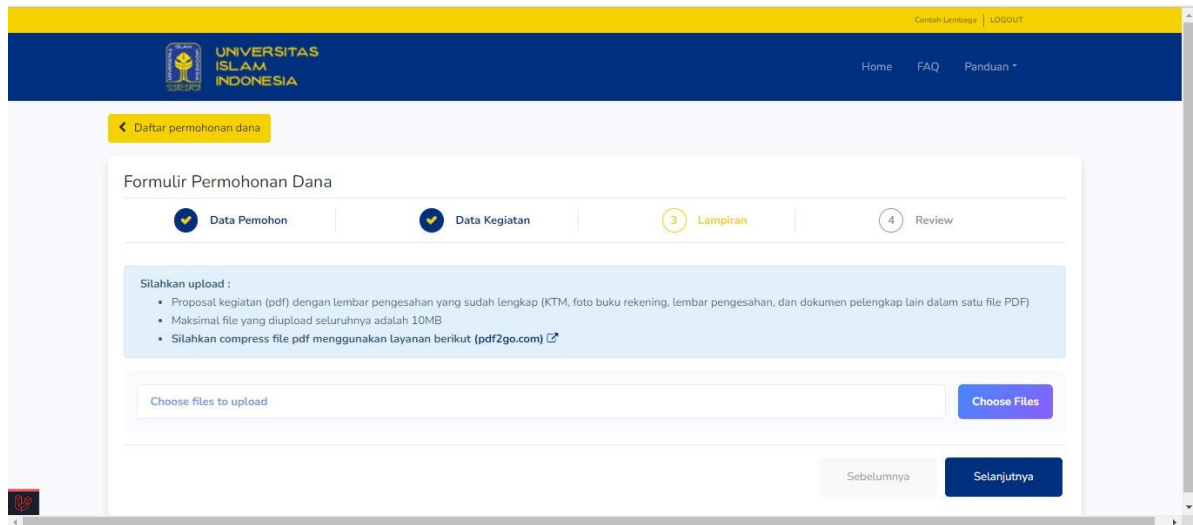 Contoh Lembaga | LOGOUT
UNIVERSITAS
ISLAM
INDONESIA
Home FAQ Panduan
Daftar permohonan dana
Formulir Permohonan Dana
Data Pemohon Data Kegiatan 3 Lampiran 4 Review
Silahkan upload :
• Proposal kegiatan (pdf) dengan lembar pengesahan yang sudah lengkap (KTM, foto buku rekening, lembar pengesahan, dan dokumen pelengkap lain dalam satu file PDF)
• Maksimal file yang diupload seluruhnya adalah 10MB
• Silahkan compress file pdf menggunakan layanan berikut (pdf2go.com)
Choose files to upload Choose Files
Sebelumnya Selanjutnya